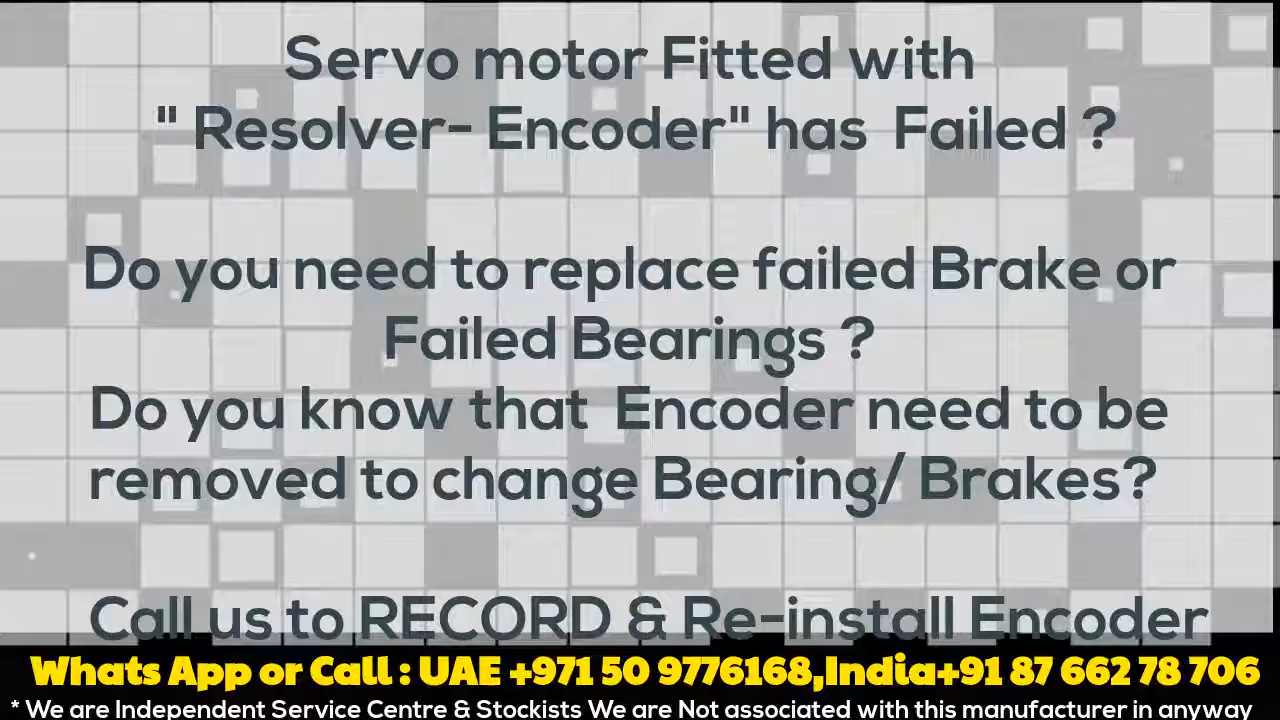 Servo motor Fitted with
" Resolver- Encoder" has Failed ?
Do you need to replace failed Brake or
Failed Bearings ?
Do you know that Encoder need to be
removed to change Bearing/ Brakes?
Call us to RECORD & Re-install Encoder
Whats App or Call : UAE +971 50 9776168,India+91 87 662 78 706
* We are Independent Service Centre & Stockists We are Not associated with this manufacturer in anyway